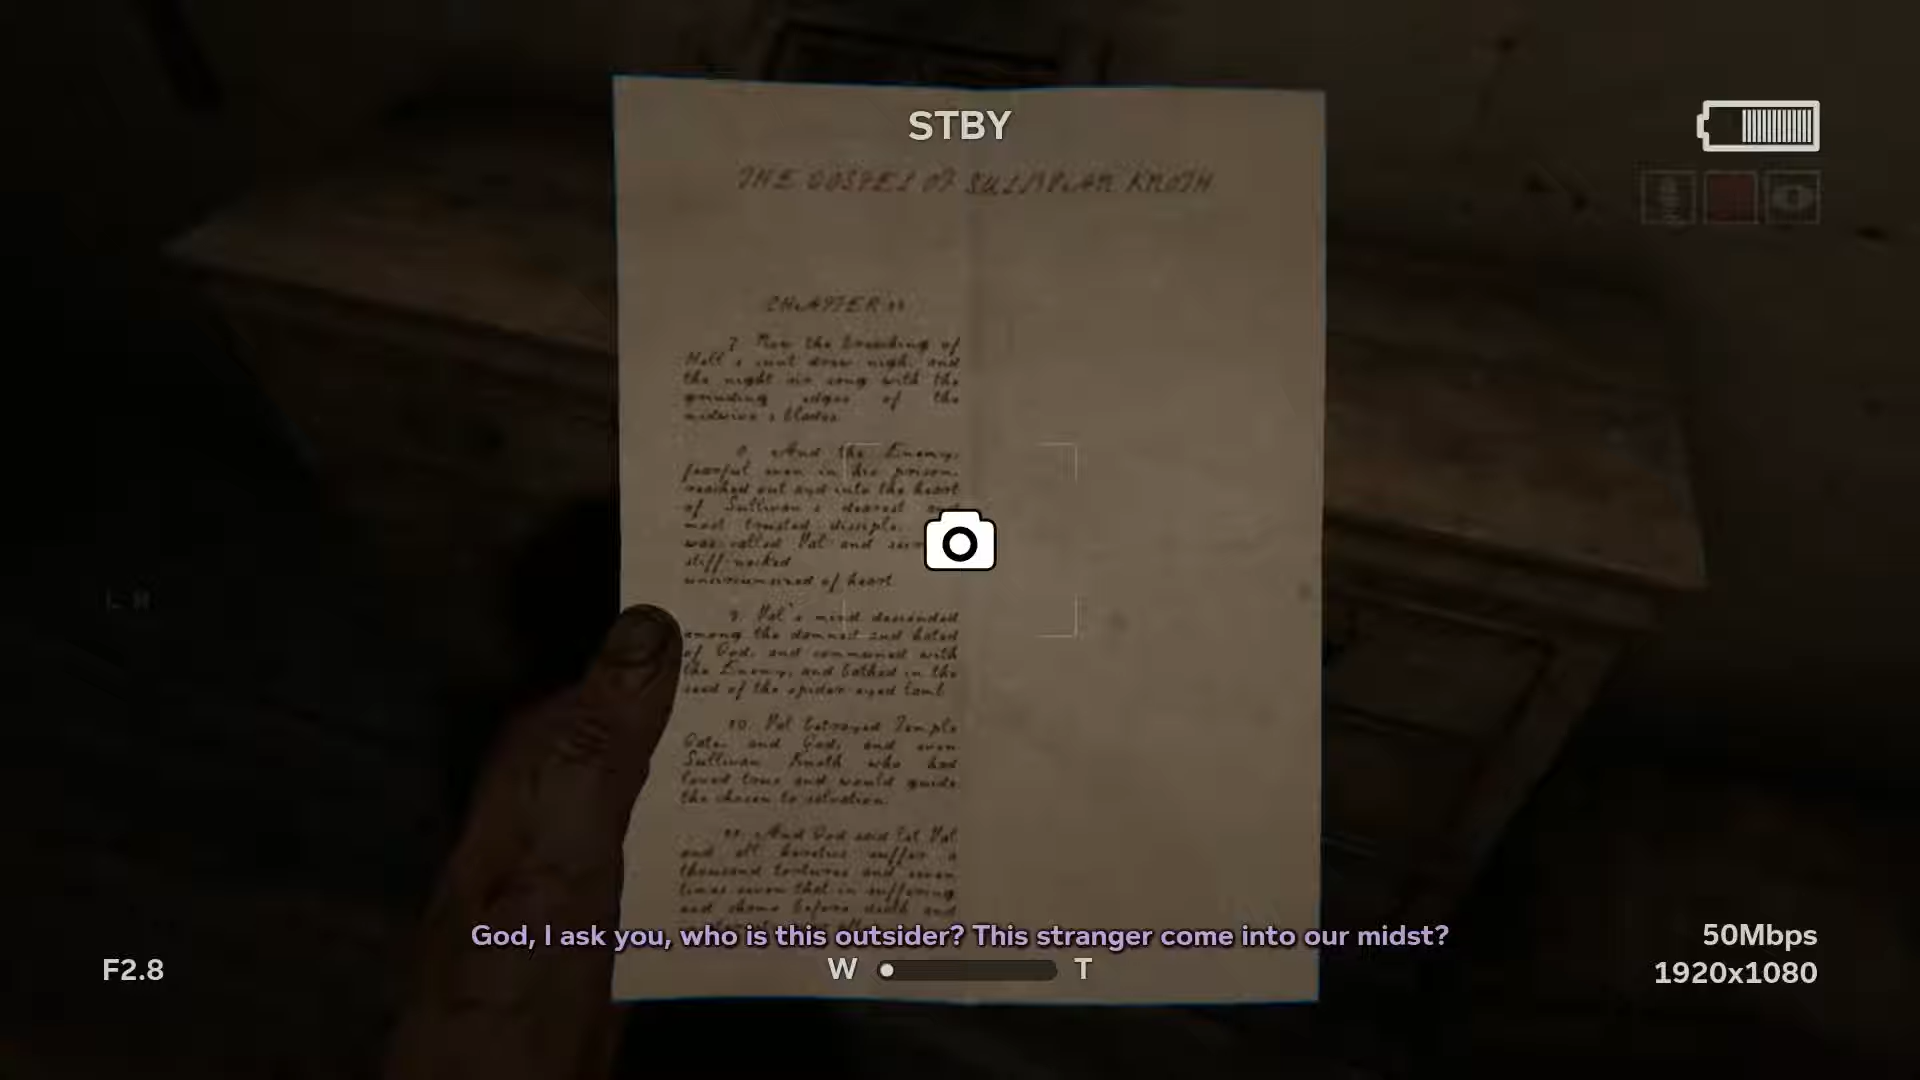 STBY
THE GOSPEL OF SULLIVAN KNOTH
CHAPTER
7. Now the breaking of
Hell's cunt drew nigh, and
the night air song with the
grinding edges of the
midwive's blades.
8. And the Enemy,
fearful even in his prison,
reached out and into the heart
of Sullivan's dearest and
most trusted disciple.
was called Val and
stiff-necked
uncircumcised of heart.
9. Val's mind descended
among the damned and hated
of God, and communed with
the Enemy, and bathed in the
seed of the spider-eyed lamb.
10. Val betrayed Temple
Gate, and God, and even
Sullivan Knoth who had
loved true and would guide
the chosen to salvation.
11. And God said let Val
and all heretics suffer a
thousand tortures and seven
times seven that in suffering
and shame before death and
God, I ask you, who is this outsider? This stranger come into our midst?
F2.8
W T
50Mbps
1920x1080